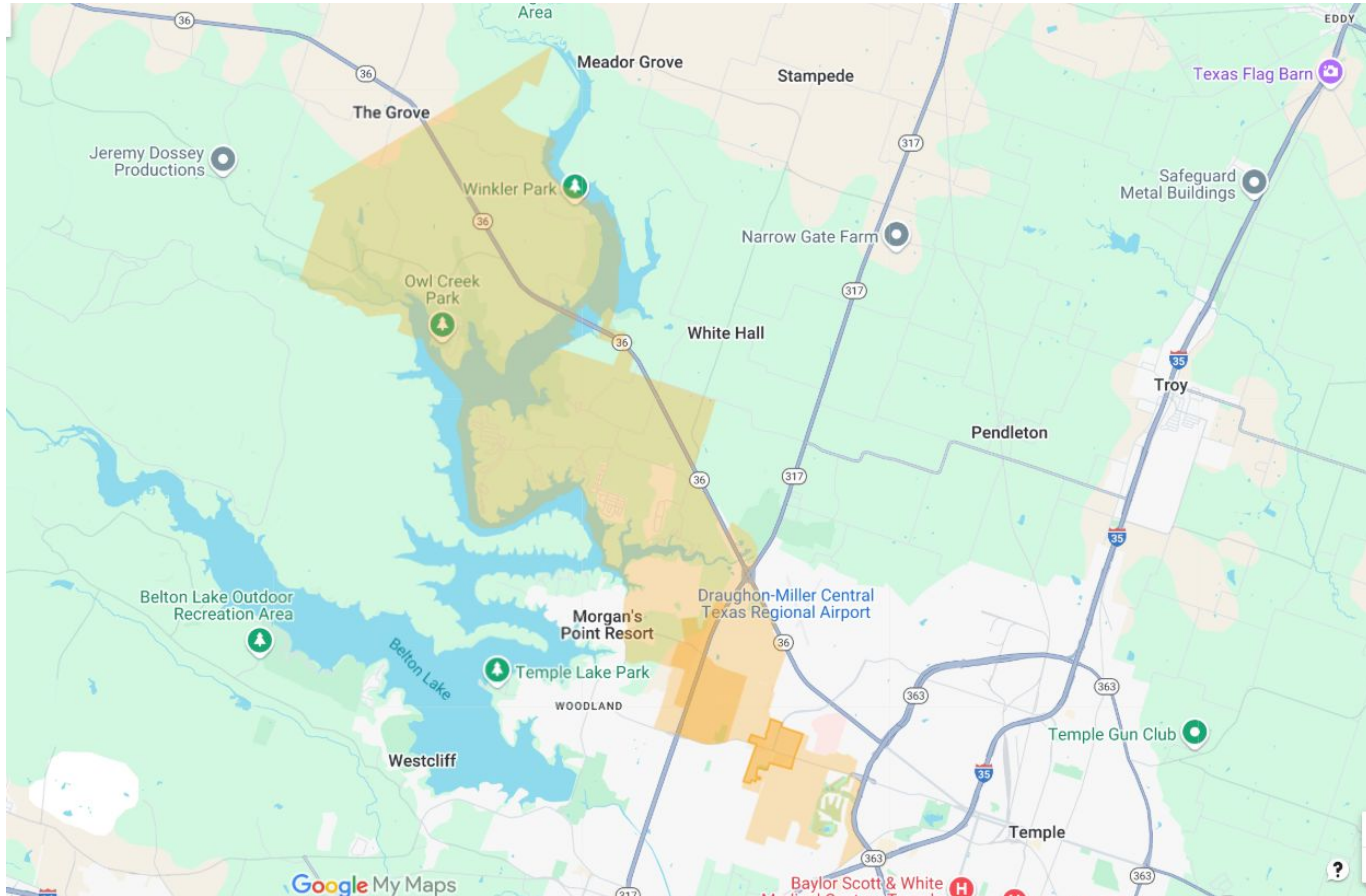 Area
EDDY
36
Meador Grove
Stampede
Texas Flag Barn
36
The Grove
317
Jeremy Dossey
Productions
Safeguard
Metal Buildings
Winkler Park
36
Narrow Gate Farm
Owl Creek
Park
317
36
White Hall
35
Troy
Pendleton
36
317
35
Belton Lake Outdoor
Recreation Area
Draughon-Miller Central
Texas Regional Airport
Morgan's
Point Resort
36
Belton Lake
Temple Lake Park
363
363
WOODLAND
Temple Gun Club
Westcliff
35
Temple
363
363
Baylor Scott & White
Google My Maps
317
35
?